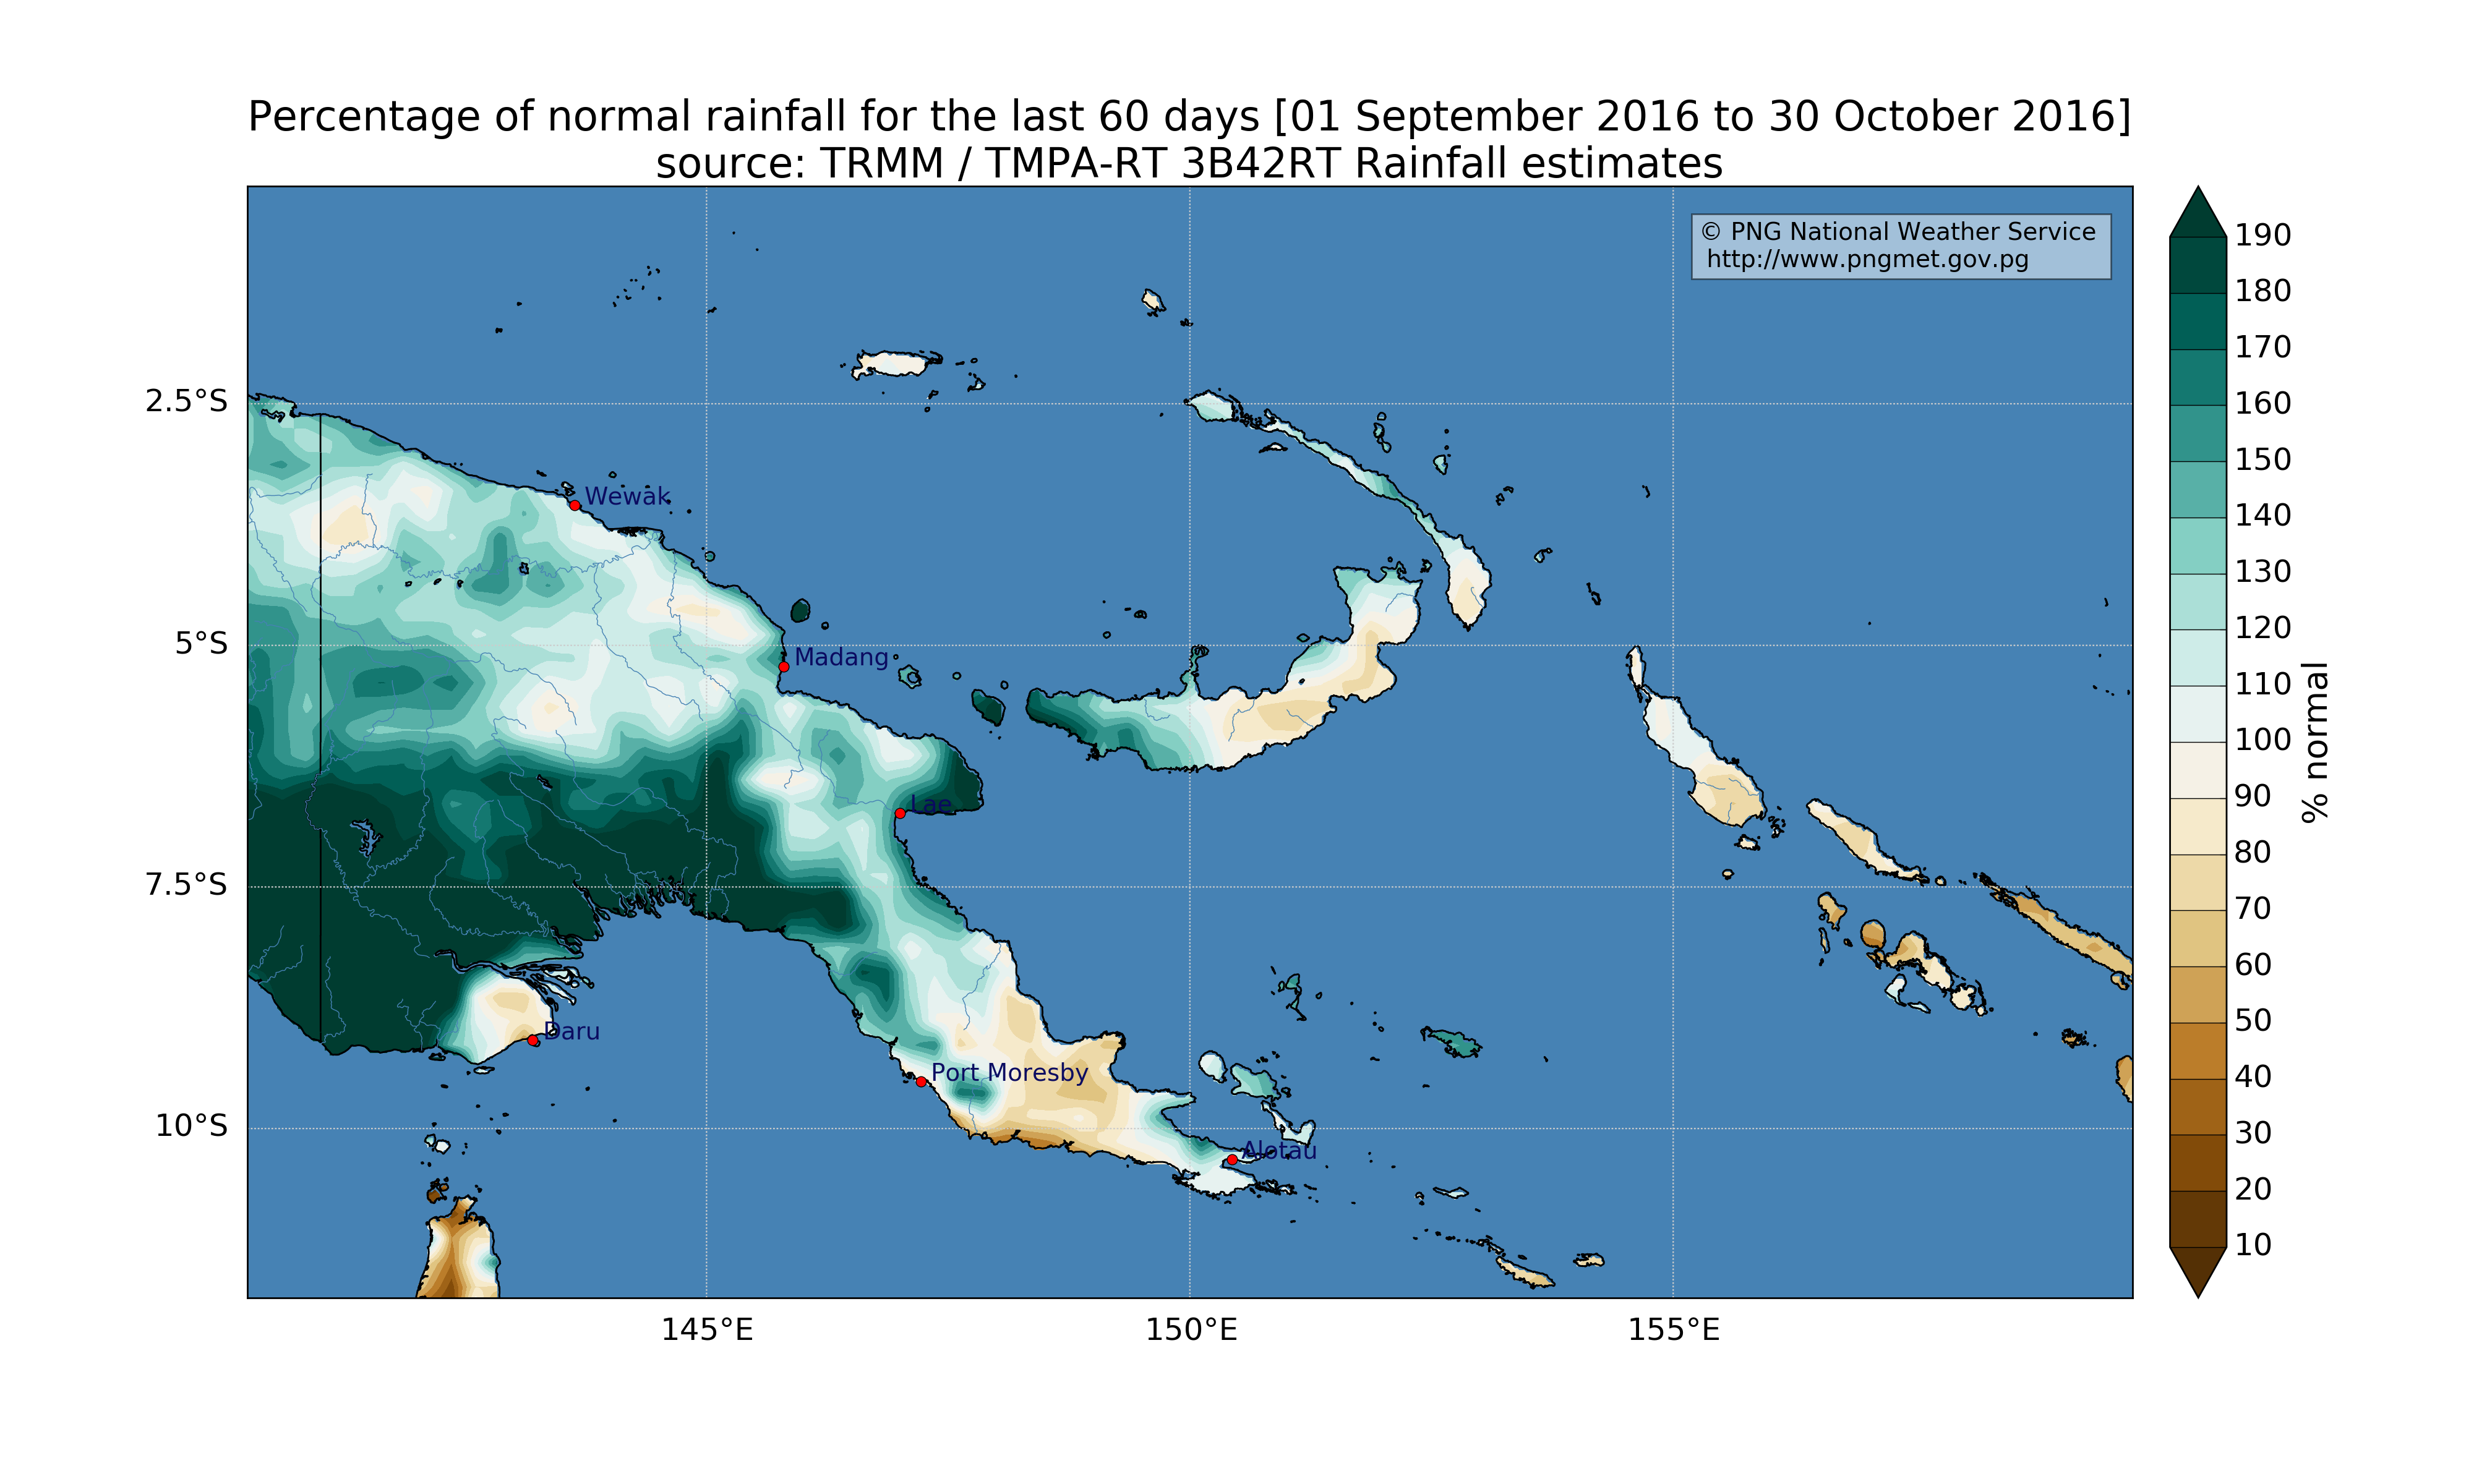 Percentage of normal rainfall for the last 60 days [01 September 2016 to 30 October 2016]
source: TRMM / TMPA-RT 3B42RT Rainfall estimates
© PNG National Weather Service
http://www.pngmet.gov.pg
2.5°S
5°S
7.5°S
10°S
Wewak
Madang
Lae
Daru
Port Moresby
Alotau
145°E
150°E
155°E
190
180
170
160
150
140
130
120
110
100
90
80
70
60
50
40
30
20
10
% normal